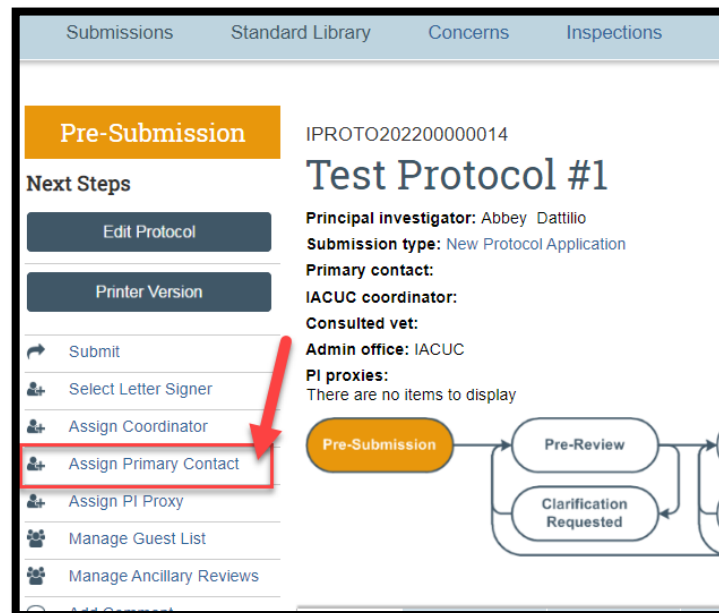 Submissions Standard Library Concerns Inspections
Pre-Submission
Next Steps
Edit Protocol
Printer Version
Submit
Select Letter Signer
Assign Coordinator
Assign Primary Contact
Assign PI Proxy
Manage Guest List
Manage Ancillary Reviews
Add Comment
IPROTO202200000014
Test Protocol #1
Principal investigator: Abbey Dattilio
Submission type: New Protocol Application
Primary contact:
IACUC coordinator:
Consulted vet:
Admin office: IACUC
PI proxies:
There are no items to display
Pre-Submission
Pre-Review
Clarification
Requested